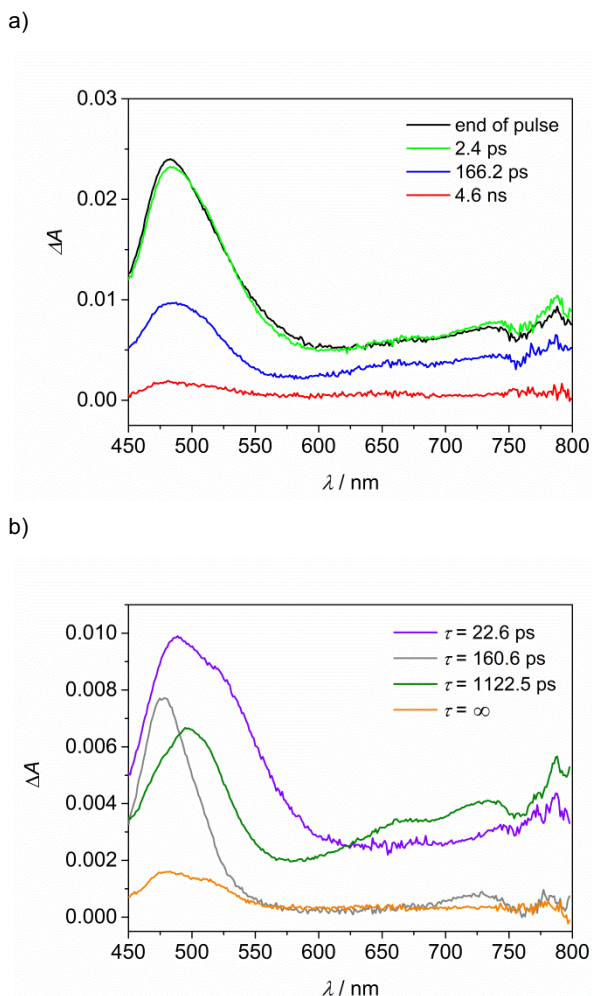 a)
0.03
0.02
0.01
0.00
ΔA
end of pulse
2.4 ps
166.2 ps
4.6 ns
450 500 550 600 650 700 750 800
λ / nm
b)
0.010
0.008
0.006
0.004
0.002
0.000
ΔA
τ = 22.6 ps
τ = 160.6 ps
τ = 1122.5 ps
τ = ∞
450 500 550 600 650 700 750 800
λ / nm